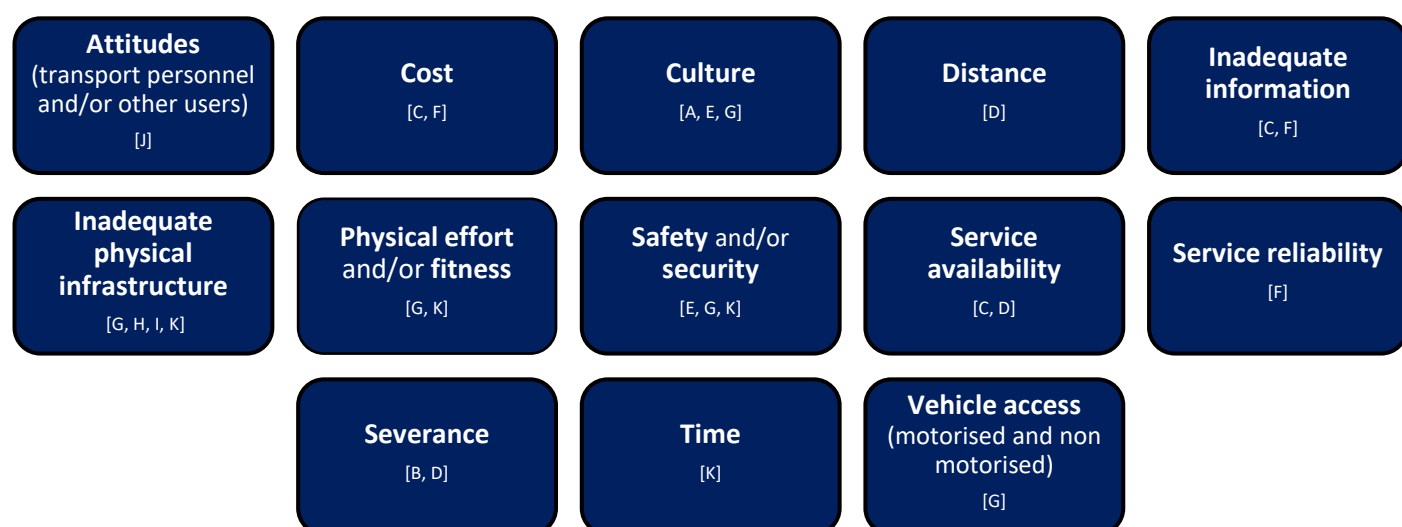 Attitudes
(transport personnel
and/or other users)
[J]
Cost
[C, F]
Culture
[A, E, G]
Distance
[D]
Inadequate
information
[C, F]
Inadequate
physical
infrastructure
[G, H, I, K]
Physical effort
and/or fitness
[G, K]
Safety and/or
security
[E, G, K]
Service
availability
[C, D]
Service reliability
[F]
Severance
[B, D]
Time
[K]
Vehicle access
(motorised and non
motorised)
[G]